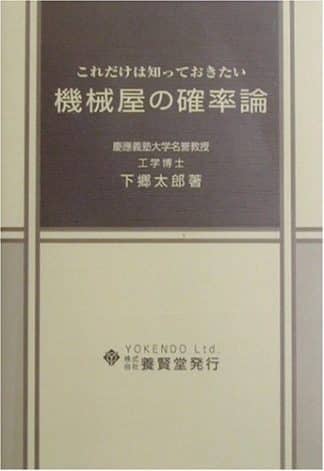 これだけは知っておきたい
機械屋の確率論
慶應義塾大学名誉教授
工学博士
下郷太郎著
YOKENDO Ltd.
株式会社 養賢堂発行